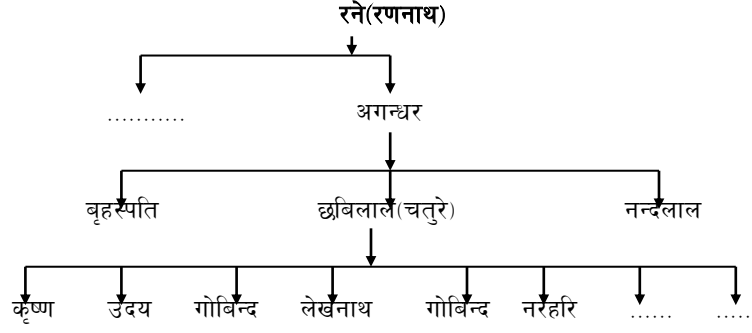 रने(रणनाथ)
........... अगन्धर
बृहस्पति छबिलाल(चतुरे) नन्दलाल
कृष्ण उदय गोबिन्द लेखनाथ गोबिन्द नरहरि ...... .....